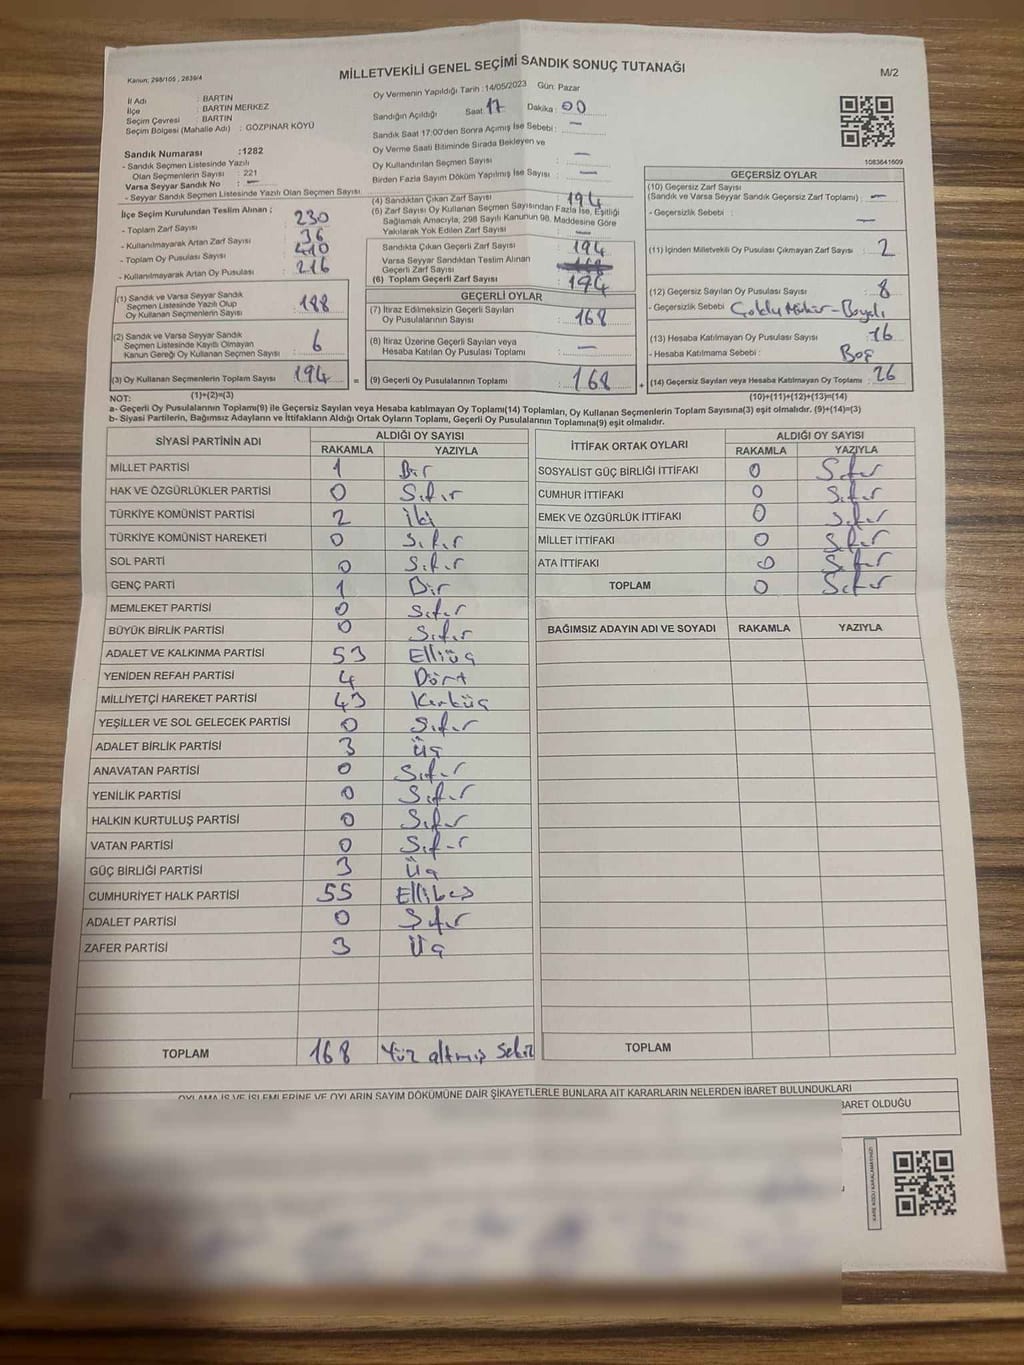 Kanun; 298/105 , 2839/4
MİLLETVEKİLİ GENEL SEÇİMİ SANDIK SONUÇ TUTANAĞI
M/2
İl Adı : BARTIN
İlçe : BARTIN MERKEZ
Seçim Çevresi : BARTIN
Seçim Bölgesi (Mahalle Adı) : GÖZPINAR KÖYÜ
Sandık Numarası :1282
- Sandık Seçmen Listesinde Yazılı
Olan Seçmenlerin Sayısı : 221
Varsa Seyyar Sandık No : —
- Seyyar Sandık Seçmen Listesinde Yazılı Olan Seçmen Sayısı:
Oy Vermenin Yapıldığı Tarih :14/05/2023 Gün: Pazar
Sandığın Açıldığı Saat: 17 Dakika : 00
Sandık Saat 17:00'den Sonra Açımış İse Sebebi : —
Oy Verme Saati Bitiminde Sırada Bekleyen ve
Oy Kullandırılan Seçmen Sayısı : —
Birden Fazla Sayım Döküm Yapılmış İse Sayısı : —
1083641609
İlçe Seçim Kurulundan Teslim Alınan ;
- Toplam Zarf Sayısı : 230
- Kullanılmayarak Artan Zarf Sayısı : 36
- Toplam Oy Pusulası Sayısı : 410
- Kullanılmayarak Artan Oy Pusulası : 216
(4) Sandıktan Çıkan Zarf Sayısı : 194
(5) Zarf Sayısı Oy Kullanan Seçmen Sayısından Fazla İse, Eşitliği
Sağlamak Amacıyla, 298 Sayılı Kanunun 98. Maddesine Göre
Yakılarak Yok Edilen Zarf Sayısı : —
Sandıkta Çıkan Geçerli Zarf Sayısı : 194
Varsa Seyyar Sandıktan Teslim Alınan
Geçerli Zarf Sayısı :
(6) Toplam Geçerli Zarf Sayısı : 194
GEÇERSİZ OYLAR
(10) Geçersiz Zarf Sayısı
(Sandık ve Varsa Seyyar Sandık Geçersiz Zarf Toplamı) : —
- Geçersizlik Sebebi : —
(11) İçinden Milletvekili Oy Pusulası Çıkmayan Zarf Sayısı : 2
(12) Geçersiz Sayılan Oy Pusulası Sayısı : 8
- Geçersizlik Sebebi : Çoklu Mühür - Boyalı
(13) Hesaba Katılmayan Oy Pusulası Sayısı : 16
- Hesaba Katılmama Sebebi : Boş
(14) Geçersiz Sayılan veya Hesaba Katılmayan Oy Toplamı : 26
(1) Sandık ve Varsa Seyyar Sandık
Seçmen Listesinde Yazılı Olup
Oy Kullanan Seçmenlerin Sayısı : 188
(2) Sandık ve Varsa Seyyar Sandık
Seçmen Listesinde Kayıtlı Olmayan
Kanun Gereği Oy Kullanan Seçmen Sayısı : 6
(3) Oy Kullanan Seçmenlerin Toplam Sayısı : 194
GEÇERLİ OYLAR
(7) İtiraz Edilmeksizin Geçerli Sayılan
Oy Pusulalarının Sayısı : 168
(8) İtiraz Üzerine Geçerli Sayılan veya
Hesaba Katılan Oy Pusulası Toplamı : —
= (9) Geçerli Oy Pusulalarının Toplamı : 168 +
NOT: (1)+(2)=(3) (10)+(11)+(12)+(13)=(14)
a- Geçerli Oy Pusulalarının Toplamı(9) ile Geçersiz Sayılan veya Hesaba katılmayan Oy Toplamı(14) Toplamları, Oy Kullanan Seçmenlerin Toplam Sayısına(3) eşit olmalıdır. (9)+(14)=(3)
b- Siyasi Partilerin, Bağımsız Adayların ve İttifakların Aldığı Ortak Oyların Toplamı, Geçerli Oy Pusulalarının Toplamına(9) eşit olmalıdır.
SİYASİ PARTİNİN ADI ALDIĞI OY SAYISI
RAKAMLA YAZIYLA
MİLLET PARTİSİ 1 Bir
HAK VE ÖZGÜRLÜKLER PARTİSİ 0 Sıfır
TÜRKİYE KOMÜNİST PARTİSİ 2 İki
TÜRKİYE KOMÜNİST HAREKETİ 0 Sıfır
SOL PARTİ 0 Sıfır
GENÇ PARTİ 1 Bir
MEMLEKET PARTİSİ 0 Sıfır
BÜYÜK BİRLİK PARTİSİ 0 Sıfır
ADALET VE KALKINMA PARTİSİ 53 Elliüç
YENİDEN REFAH PARTİSİ 4 Dört
MİLLİYETÇİ HAREKET PARTİSİ 43 Kırküç
YEŞİLLER VE SOL GELECEK PARTİSİ 0 Sıfır
ADALET BİRLİK PARTİSİ 3 Üç
ANAVATAN PARTİSİ 0 Sıfır
YENİLİK PARTİSİ 0 Sıfır
HALKIN KURTULUŞ PARTİSİ 0 Sıfır
VATAN PARTİSİ 0 Sıfır
GÜÇ BİRLİĞİ PARTİSİ 3 Üç
CUMHURİYET HALK PARTİSİ 55 Ellibeş
ADALET PARTİSİ 0 Sıfır
ZAFER PARTİSİ 3 Üç
TOPLAM 168 Yüz altmış Sekiz
İTTİFAK ORTAK OYLARI ALDIĞI OY SAYISI
RAKAMLA YAZIYLA
SOSYALİST GÜÇ BİRLİĞİ İTTİFAKI 0 Sıfır
CUMHUR İTTİFAKI 0 Sıfır
EMEK VE ÖZGÜRLÜK İTTİFAKI 0 Sıfır
MİLLET İTTİFAKI 0 Sıfır
ATA İTTİFAKI 0 Sıfır
TOPLAM 0 Sıfır
BAĞIMSIZ ADAYIN ADI VE SOYADI RAKAMLA YAZIYLA
TOPLAM
OYLAMA İŞ VE İŞLEMLERİNE VE OYLARIN SAYIM DÖKÜMÜNE DAİR ŞİKAYETLERLE BUNLARA AİT KARARLARIN NELERDEN İBARET BULUNDUKLARI
BARET OLDUĞU